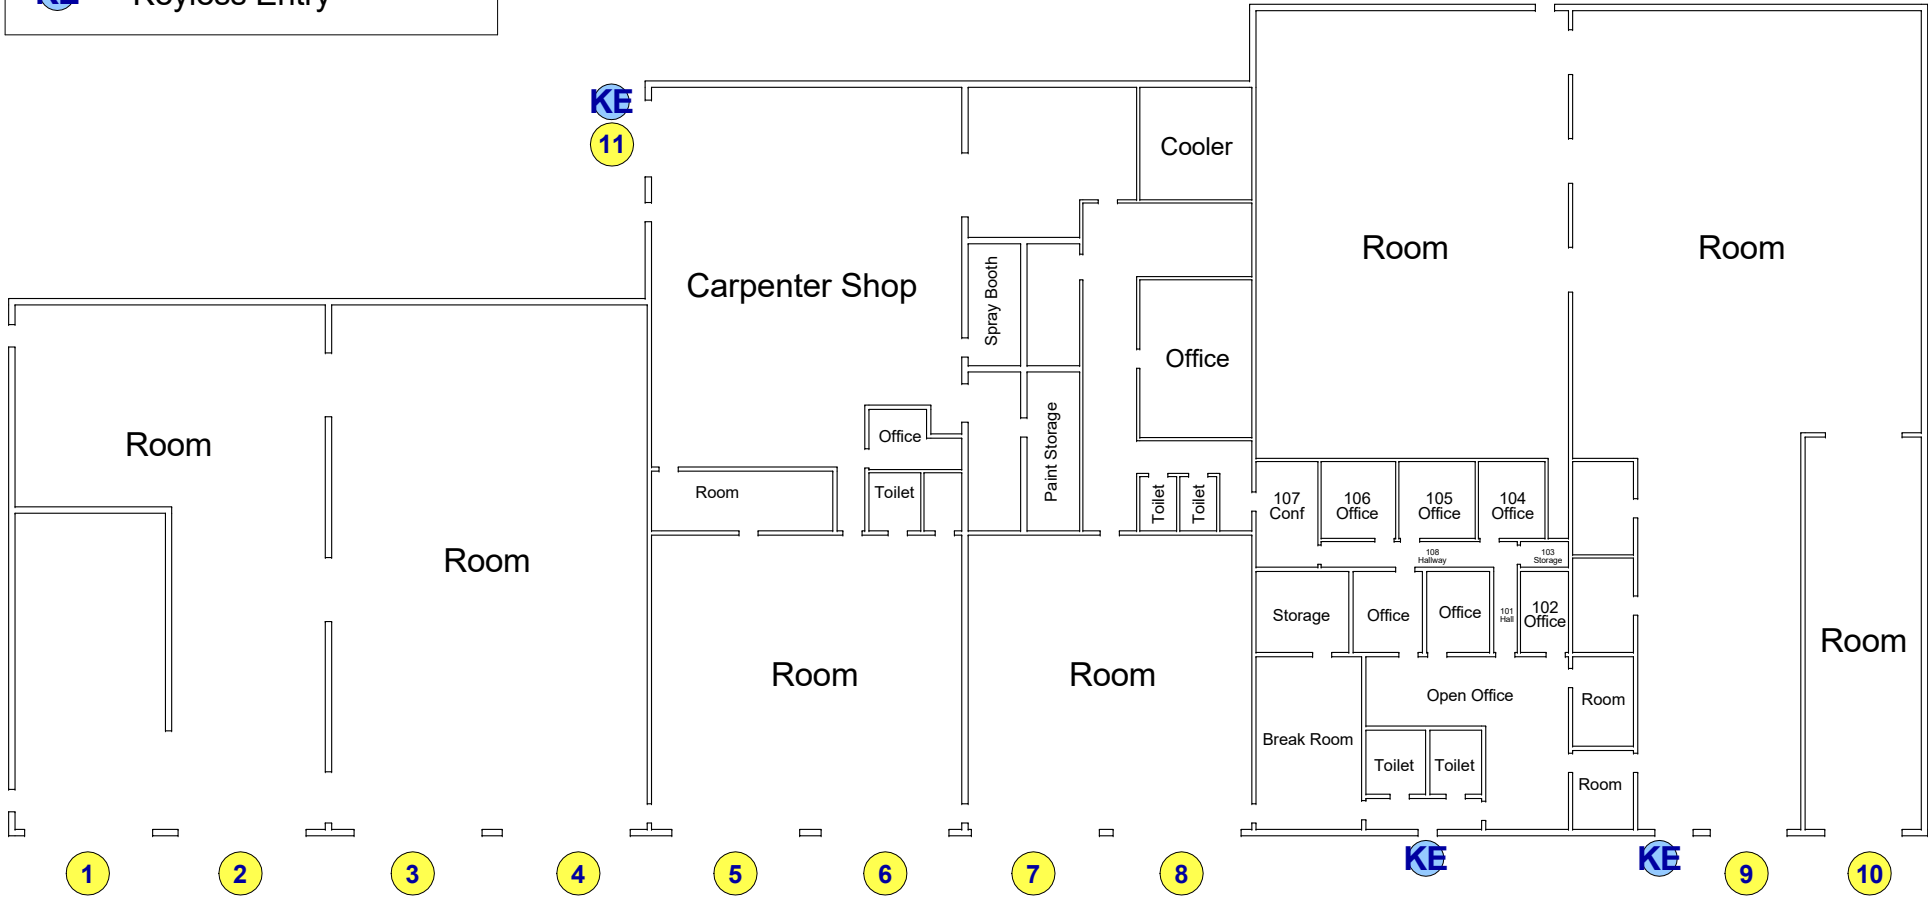 KE Keyless Entry
KE
11
Cooler
Room
Room
Carpenter Shop
Spray Booth
Office
Room
Office
Paint Storage
Room
Toilet
Toilet
Toilet
107
Conf
106
Office
105
Office
104
Office
108
Hallway
103
Storage
Room
Storage
Office
Office
101
Hall
102
Office
Room
Room
Room
Open Office
Room
Break Room
Toilet
Toilet
Room
KE
KE
1
2
3
4
5
6
7
8
9
10